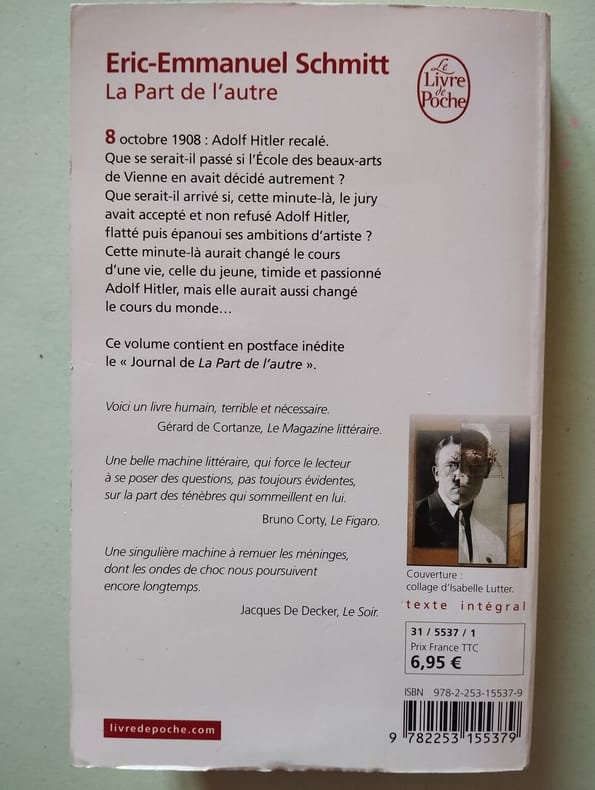 Eric-Emmanuel Schmitt
La Part de l'autre
Le
Livre
de
Poche
8 octobre 1908 : Adolf Hitler recalé.
Que se serait-il passé si l'École des beaux-arts
de Vienne en avait décidé autrement ?
Que serait-il arrivé si, cette minute-là, le jury
avait accepté et non refusé Adolf Hitler,
flatté puis épanoui ses ambitions d'artiste ?
Cette minute-là aurait changé le cours
d'une vie, celle du jeune, timide et passionné
Adolf Hitler, mais elle aurait aussi changé
le cours du monde…
Ce volume contient en postface inédite
le « Journal de La Part de l'autre ».
Voici un livre humain, terrible et nécessaire.
Gérard de Cortanze, Le Magazine littéraire.
Une belle machine littéraire, qui force le lecteur
à se poser des questions, pas toujours évidentes,
sur la part des ténèbres qui sommeillent en lui.
Bruno Corty, Le Figaro.
Une singulière machine à remuer les méninges,
dont les ondes de choc nous poursuivent
encore longtemps.
Jacques De Decker, Le Soir.
Couverture :
collage d'Isabelle Lutter.
texte intégral
31 / 5537 / 1
Prix France TTC
6,95 €
ISBN 978-2-253-15537-9
9 782253 155379
livredepoche.com